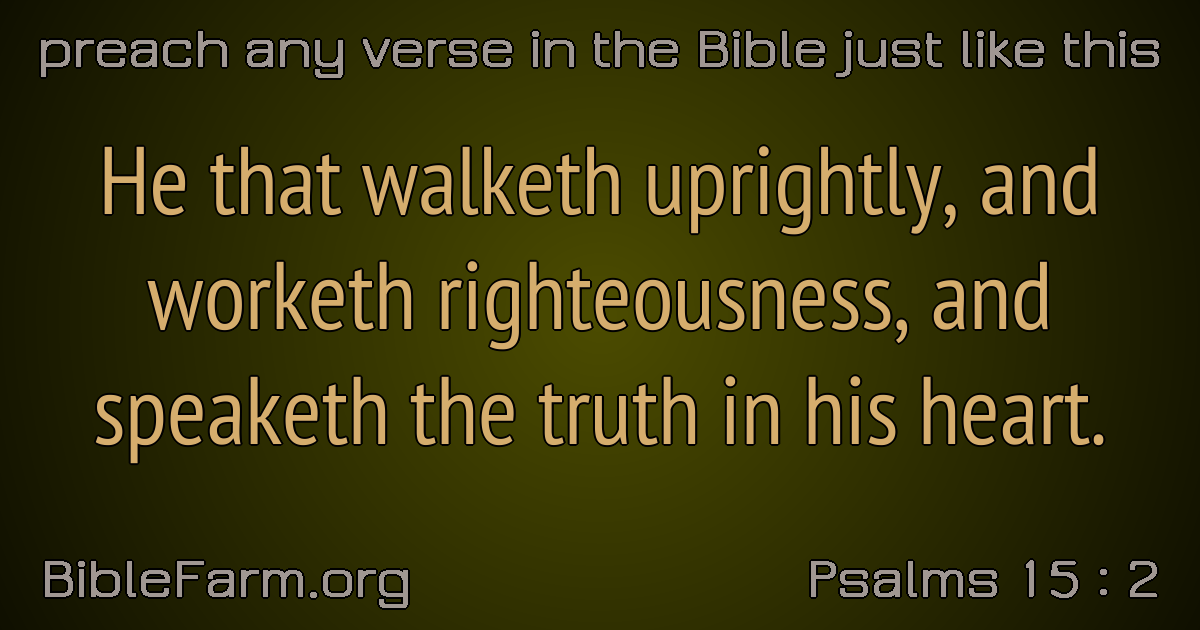 preach any verse in the Bible just like this
He that walketh uprightly, and
worketh righteousness, and
speaketh the truth in his heart.
BibleFarm.org
Psalms 15 : 2